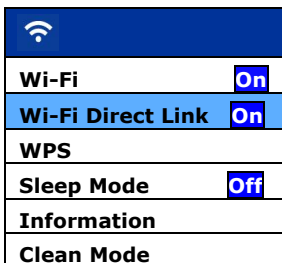 Wi-Fi On
Wi-Fi Direct Link On
WPS
Sleep Mode Off
Information
Clean Mode